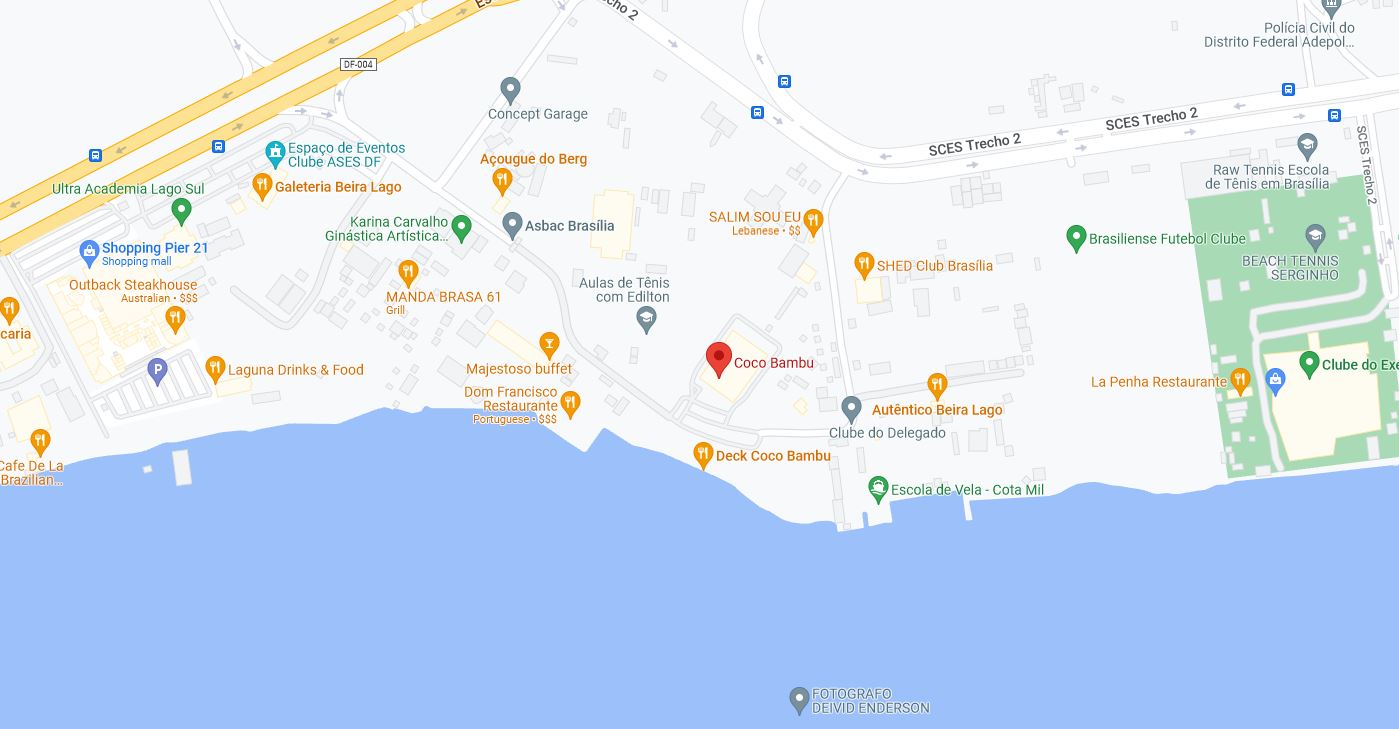 Es
cho 2
Polícia Civil do
Distrito Federal Adepol...
DF-004
Concept Garage
SCES Trecho 2
SCES Trecho 2
SCES Trecho 2
Espaço de Eventos
Clube ASES DF
Açougue do Berg
Raw Tennis Escola
de Tênis em Brasília
Ultra Academia Lago Sul
Galeteria Beira Lago
Karina Carvalho
Ginástica Artística...
Asbac Brasília
SALIM SOU EU
Lebanese • $$
Brasiliense Futebol Clube
Shopping Pier 21
Shopping mall
BEACH TENNIS
SERGINHO
SHED Club Brasília
Outback Steakhouse
Australian • $$$
MANDA BRASA 61
Grill
Aulas de Tênis
com Edilton
caria
P
Laguna Drinks & Food
Majestoso buffet
Coco Bambu
Clube do Exe
Dom Francisco
Restaurante
Portuguese • $$$
La Penha Restaurante
Autêntico Beira Lago
Clube do Delegado
Deck Coco Bambu
Cafe De La
Brazilian...
Escola de Vela - Cota Mil
FOTOGRAFO
DEIVID ENDERSON